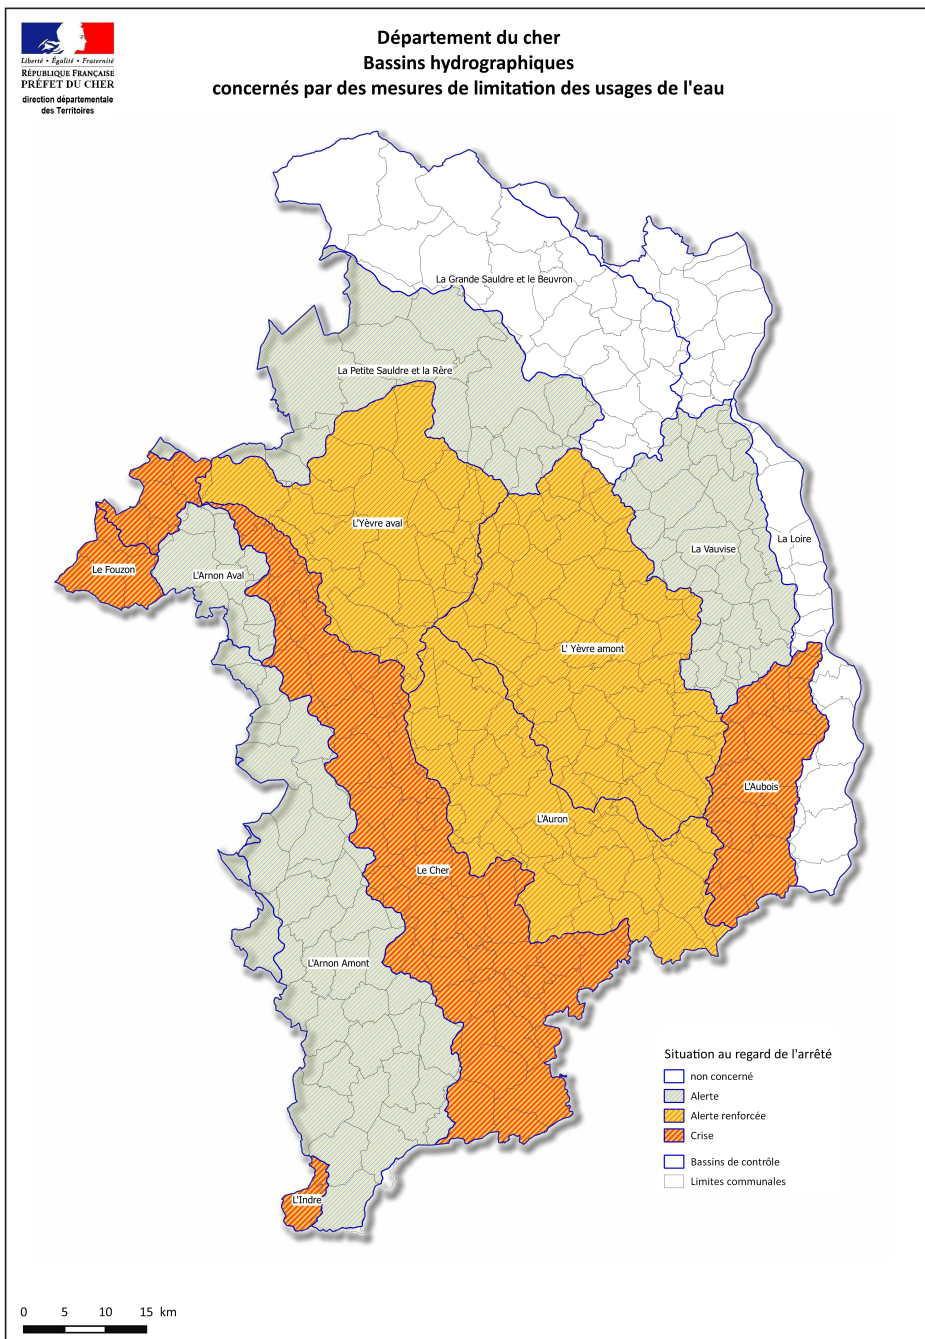 Liberté • Égalité • Fraternité
RÉPUBLIQUE FRANÇAISE
PRÉFET DU CHER
direction départementale
des Territoires
Département du cher
Bassins hydrographiques
concernés par des mesures de limitation des usages de l'eau
La Grande Sauldre et le Beuvron
La Petite Sauldre et la Rère
L'Yèvre aval
La Vauvise
La Loire
Le Fouzon
L'Arnon Aval
L' Yèvre amont
L'Aubois
L'Auron
Le Cher
L'Arnon Amont
L'Indre
Situation au regard de l'arrêté
non concerné
Alerte
Alerte renforcée
Crise
Bassins de contrôle
Limites communales
0 5 10 15 km